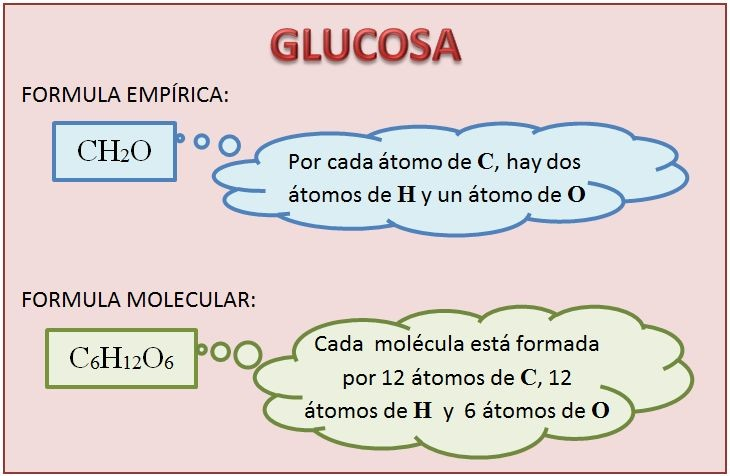 GLUCOSA
FORMULA EMPÍRICA:
CH₂O
Por cada átomo de C, hay dos
átomos de H y un átomo de O
FORMULA MOLECULAR:
C₆H₁₂O₆
Cada molécula está formada
por 12 átomos de C, 12
átomos de H y 6 átomos de O